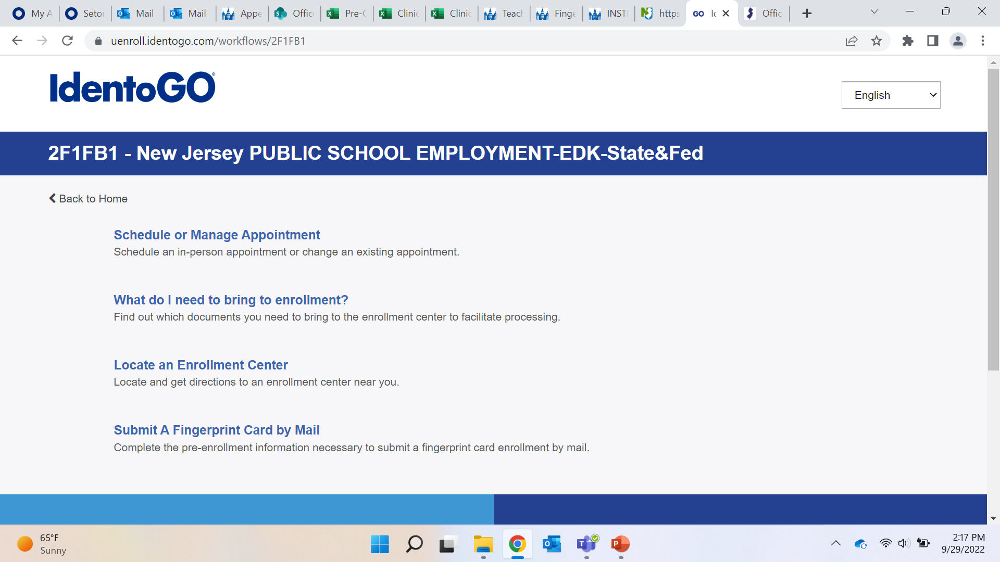 My A
Setor
Mail
Mail
Appe
Offic
Pre-C
Clinic
Clinic
Teach
Finge
INSTI
https
GO
Offic
uenroll.identogo.com/workflows/2F1FB1
IdentoGO®
English
2F1FB1 - New Jersey PUBLIC SCHOOL EMPLOYMENT-EDK-State&Fed
Back to Home
Schedule or Manage Appointment
Schedule an in-person appointment or change an existing appointment.
What do I need to bring to enrollment?
Find out which documents you need to bring to the enrollment center to facilitate processing.
Locate an Enrollment Center
Locate and get directions to an enrollment center near you.
Submit A Fingerprint Card by Mail
Complete the pre-enrollment information necessary to submit a fingerprint card enrollment by mail.
65°F
Sunny
2:17 PM
9/29/2022